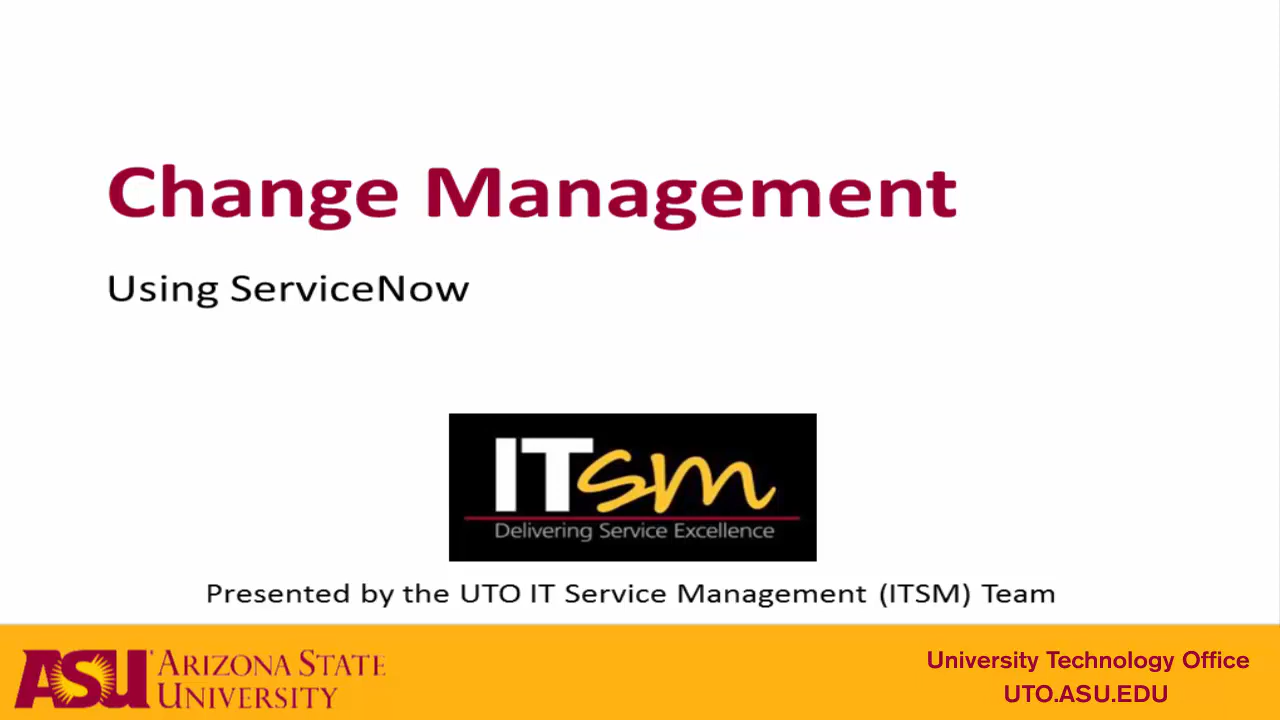 Change Management
Using ServiceNow
ITsm
Delivering Service Excellence
Presented by the UTO IT Service Management (ITSM) Team
ASU ARIZONA STATE
UNIVERSITY
University Technology Office
UTO.ASU.EDU